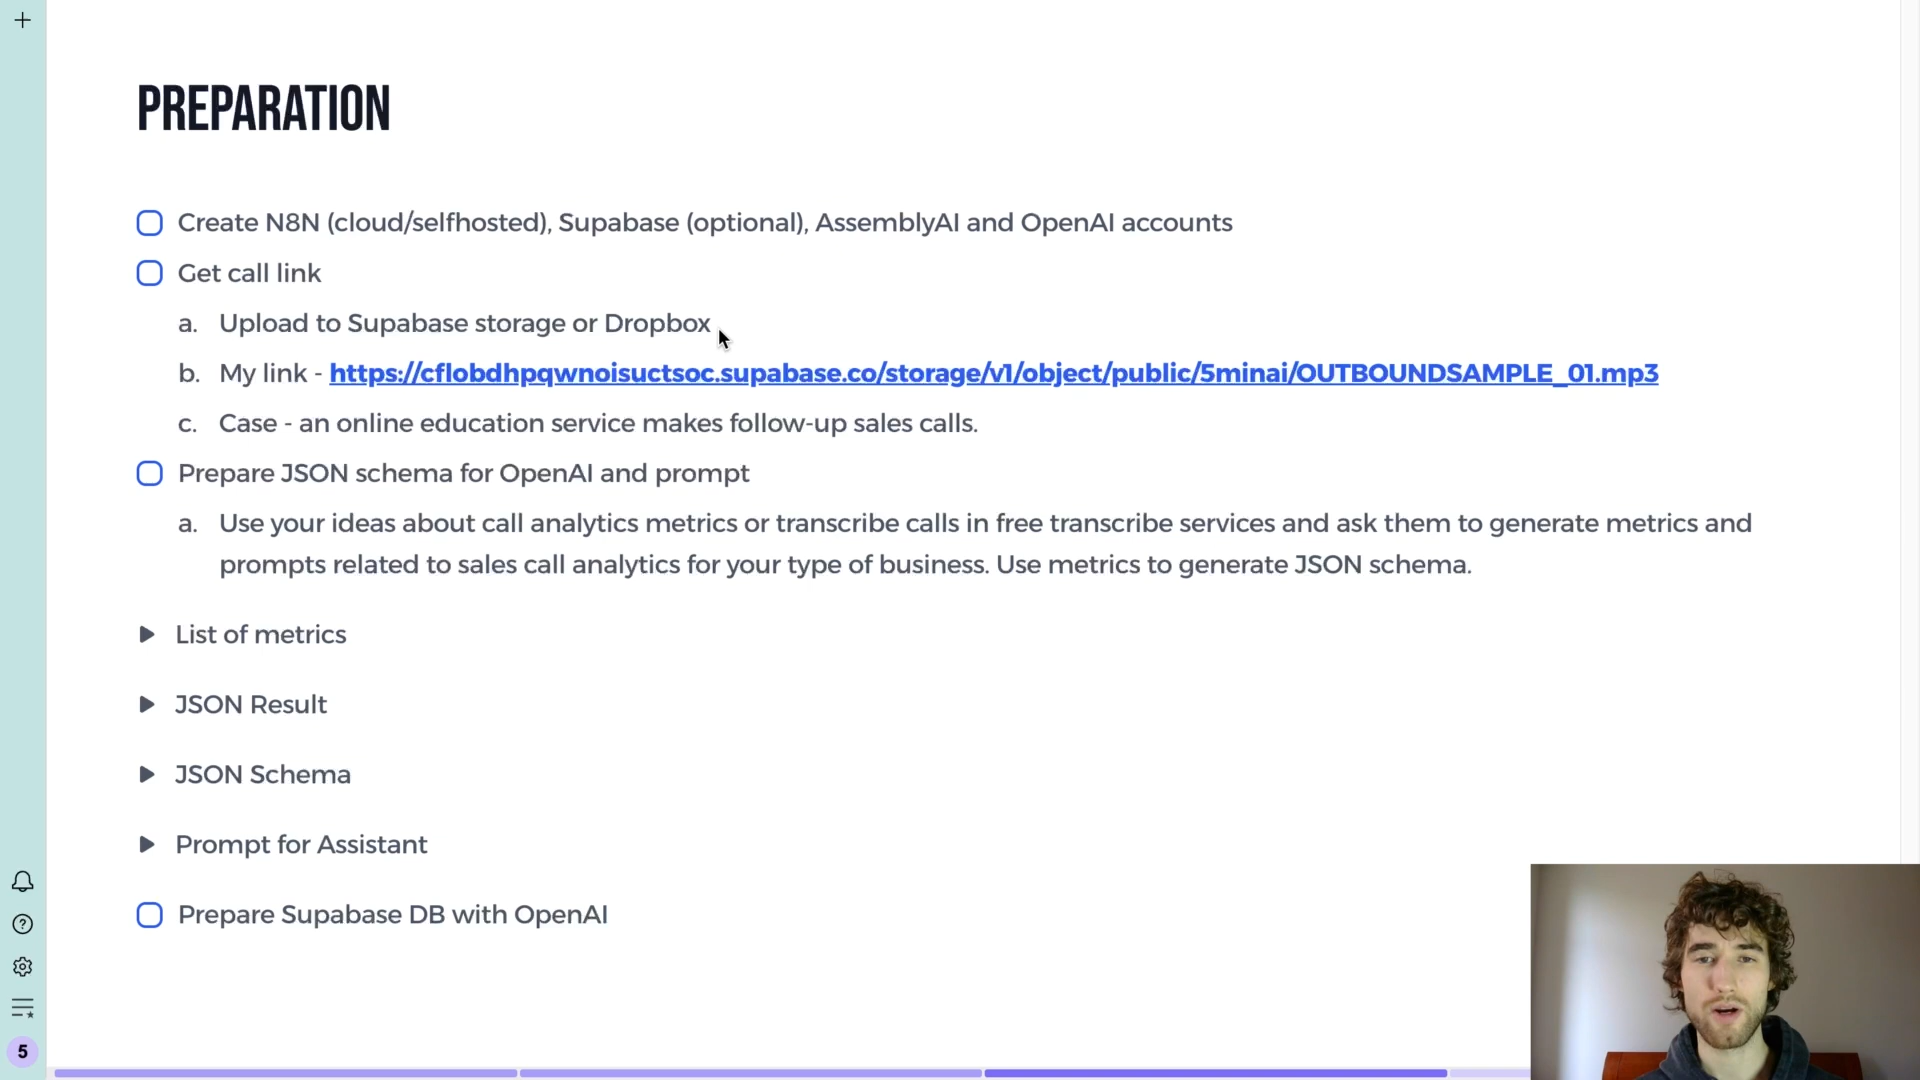 PREPARATION
Create N8N (cloud/selfhosted), Supabase (optional), AssemblyAI and OpenAI accounts
Get call link
a. Upload to Supabase storage or Dropbox
b. My link - https://cflobdhpqwnoisuctsoc.supabase.co/storage/v1/object/public/5minai/OUTBOUNDSAMPLE_01.mp3
c. Case - an online education service makes follow-up sales calls.
Prepare JSON schema for OpenAI and prompt
a. Use your ideas about call analytics metrics or transcribe calls in free transcribe services and ask them to generate metrics and
prompts related to sales call analytics for your type of business. Use metrics to generate JSON schema.
List of metrics
JSON Result
JSON Schema
Prompt for Assistant
Prepare Supabase DB with OpenAI
5